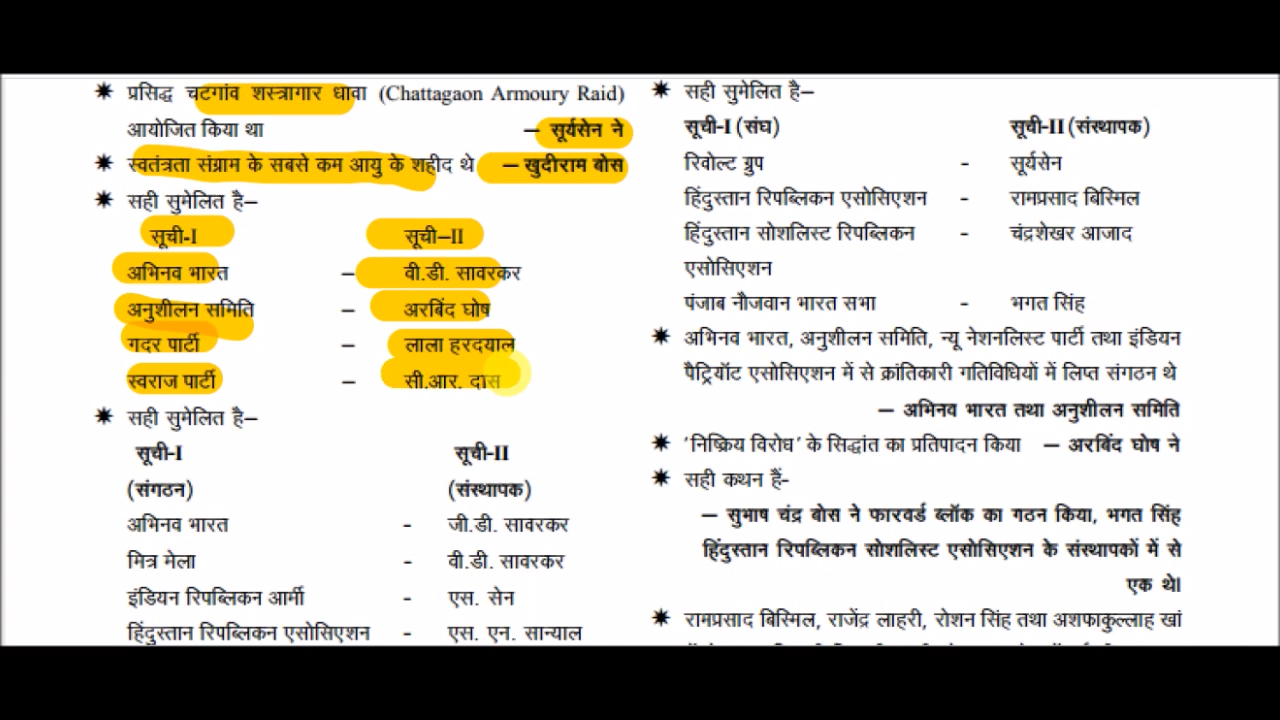 ✷ प्रसिद्ध चटगांव शस्त्रागार धावा (Chattagaon Armoury Raid)
आयोजित किया था – सूर्यसेन ने
✷ स्वतंत्रता संग्राम के सबसे कम आयु के शहीद थे – खुदीराम बोस
✷ सही सुमेलित है–
सूची-I सूची–II
अभिनव भारत – वी.डी. सावरकर
अनुशीलन समिति – अरबिंद घोष
गदर पार्टी – लाला हरदयाल
स्वराज पार्टी – सी.आर. दास
✷ सही सुमेलित है–
सूची-I सूची-II
(संगठन) (संस्थापक)
अभिनव भारत - जी.डी. सावरकर
मित्र मेला - वी.डी. सावरकर
इंडियन रिपब्लिकन आर्मी - एस. सेन
हिंदुस्तान रिपब्लिकन एसोसिएशन - एस. एन. सान्याल
✷ सही सुमेलित है–
सूची-I (संघ) सूची-II (संस्थापक)
रिवोल्ट ग्रुप - सूर्यसेन
हिंदुस्तान रिपब्लिकन एसोसिएशन - रामप्रसाद बिस्मिल
हिंदुस्तान सोशलिस्ट रिपब्लिकन - चंद्रशेखर आजाद
एसोसिएशन
पंजाब नौजवान भारत सभा - भगत सिंह
✷ अभिनव भारत, अनुशीलन समिति, न्यू नेशनलिस्ट पार्टी तथा इंडियन
पैट्रियॉट एसोसिएशन में से क्रांतिकारी गतिविधियों में लिप्त संगठन थे
– अभिनव भारत तथा अनुशीलन समिति
✷ 'निष्क्रिय विरोध' के सिद्धांत का प्रतिपादन किया – अरबिंद घोष ने
✷ सही कथन हैं-
– सुभाष चंद्र बोस ने फारवर्ड ब्लॉक का गठन किया, भगत सिंह
हिंदुस्तान रिपब्लिकन सोशलिस्ट एसोसिएशन के संस्थापकों में से
एक थे।
✷ रामप्रसाद बिस्मिल, राजेंद्र लाहरी, रोशन सिंह तथा अशफाकुल्लाह खां